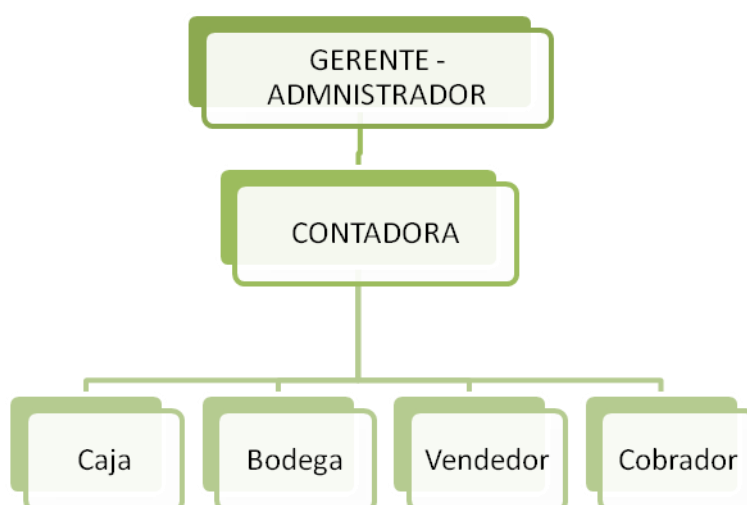 GERENTE -
ADMNISTRADOR
CONTADORA
Caja
Bodega
Vendedor
Cobrador